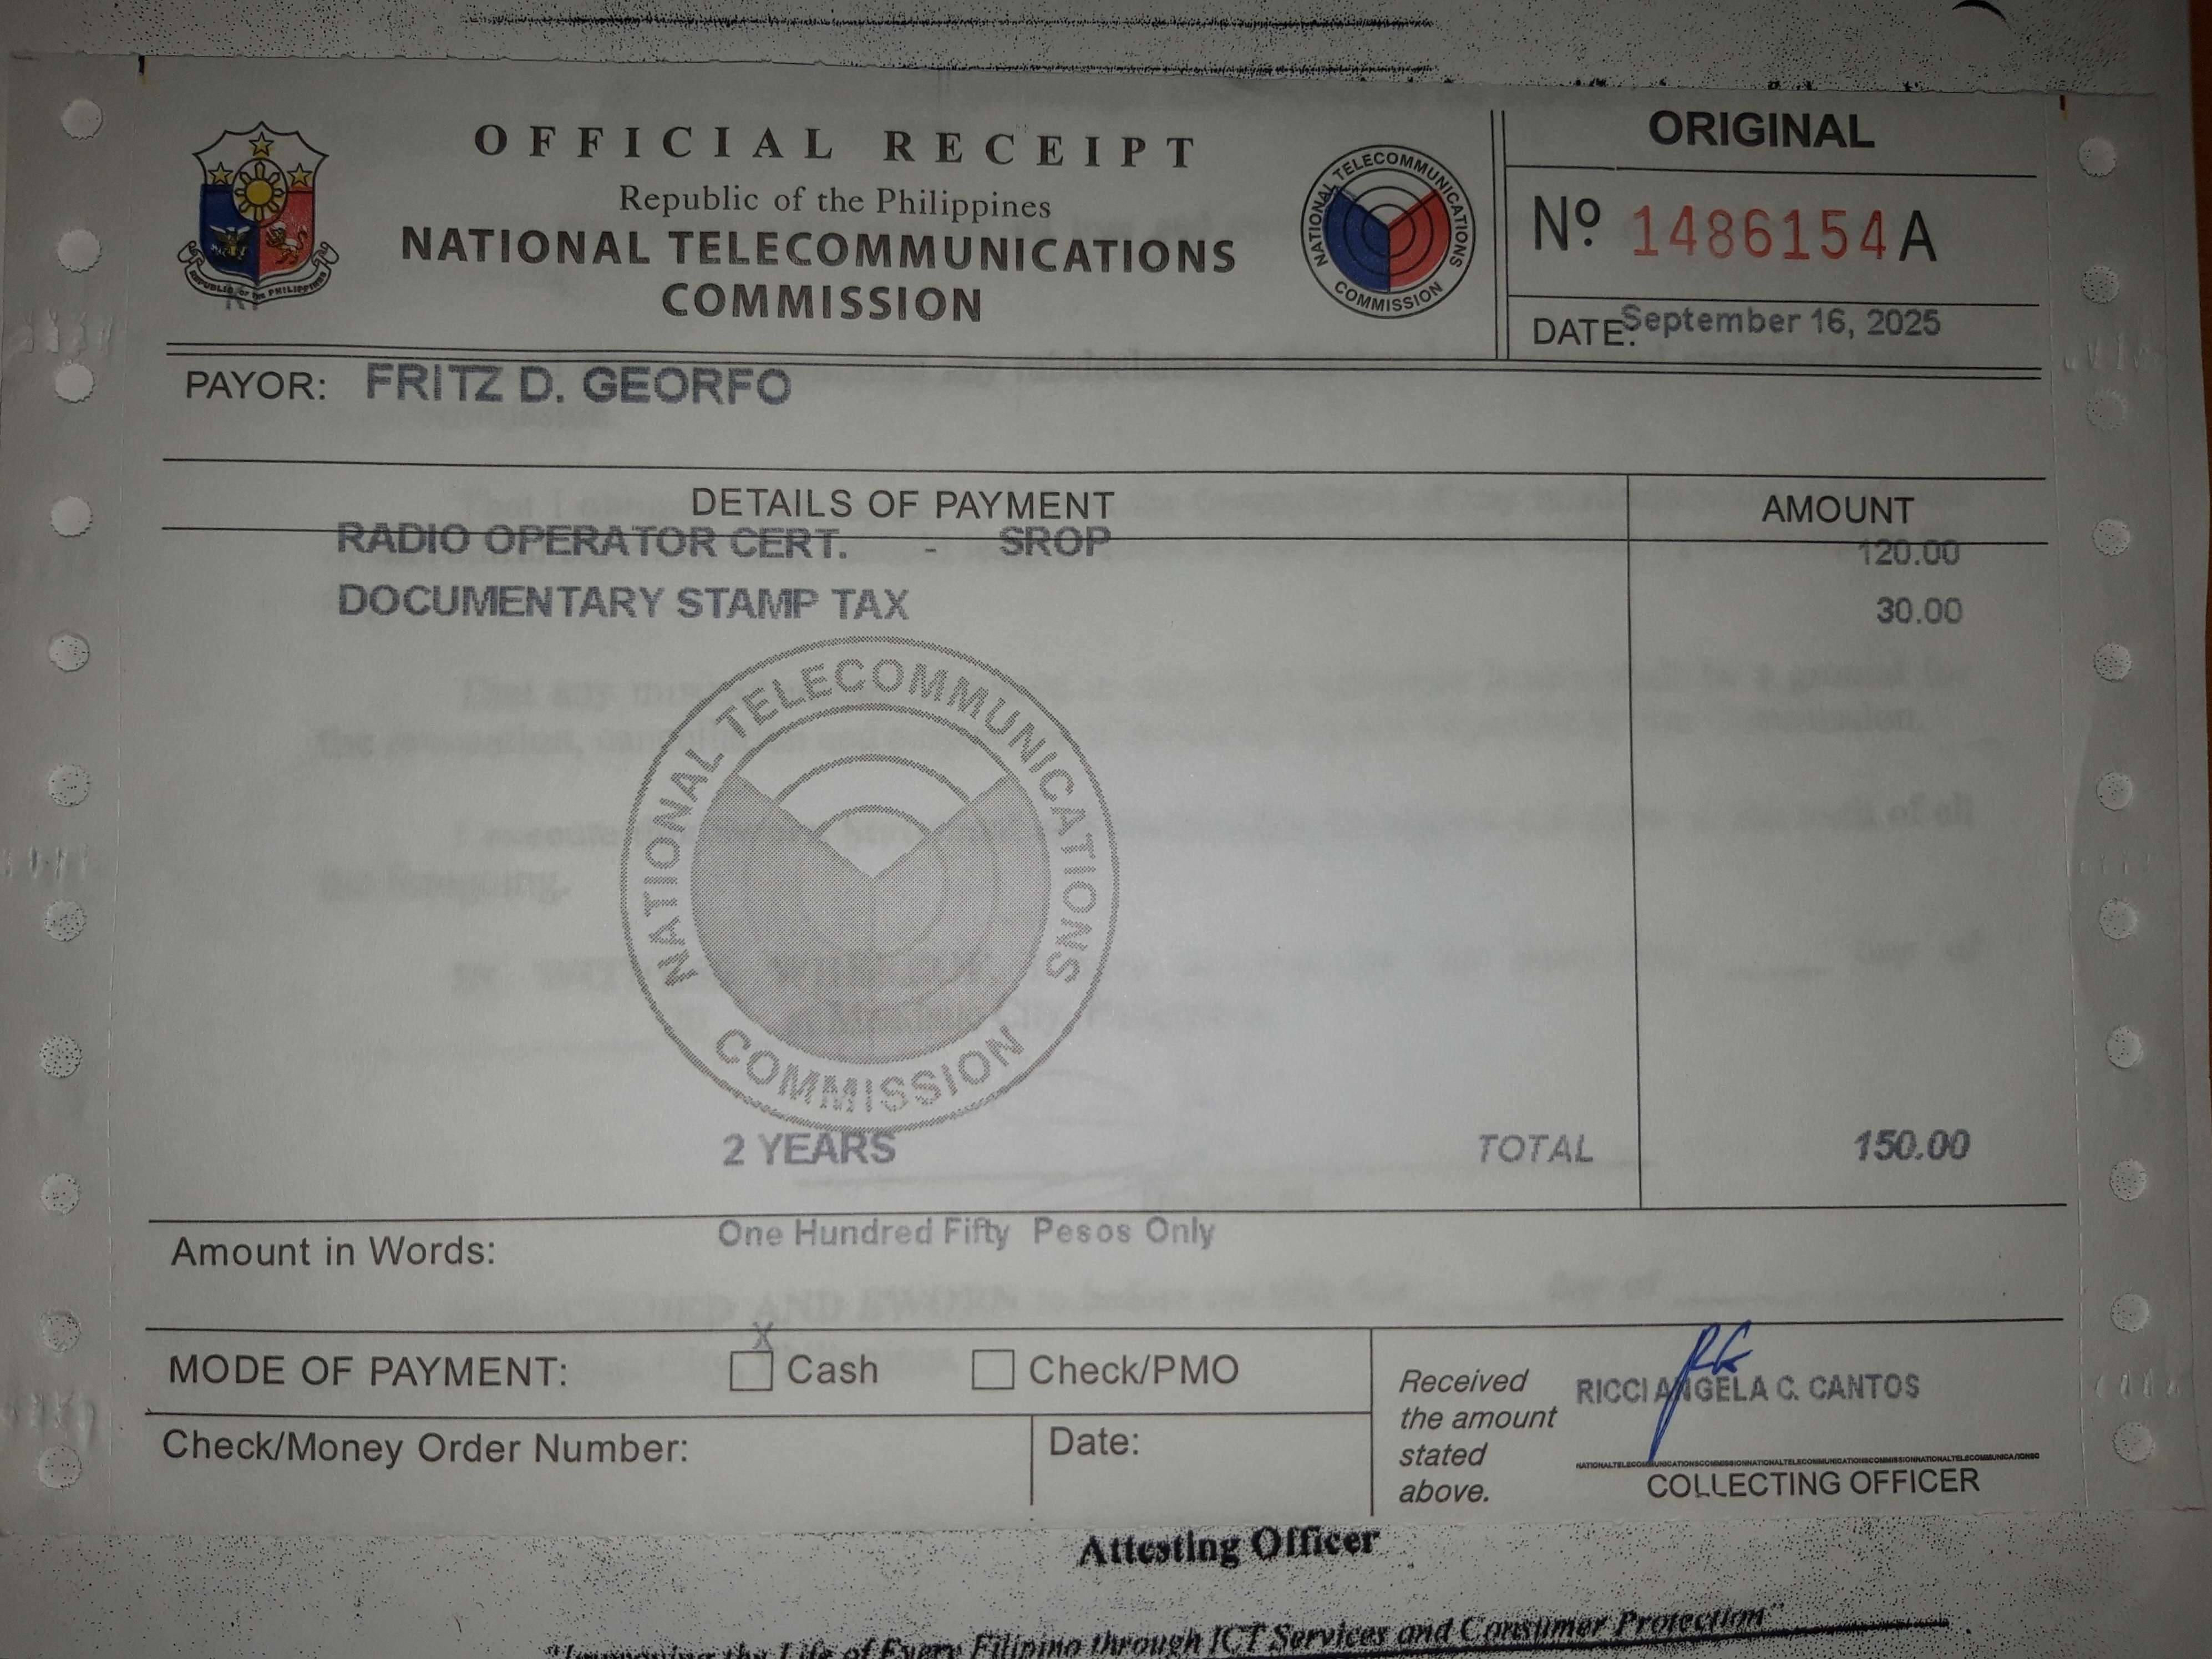 OFFICIAL RECEIPT
Republic of the Philippines
NATIONAL TELECOMMUNICATIONS
COMMISSION
REPUBLIC OF THE PHILIPPINES
NATIONAL TELECOMMUNICATIONS COMMISSION
ORIGINAL
Nº 1486154 A
DATE: September 16, 2025
PAYOR: FRITZ D. GEORFO
DETAILS OF PAYMENT AMOUNT
RADIO OPERATOR CERT. - SROP 120.00
DOCUMENTARY STAMP TAX 30.00
NATIONAL TELECOMMUNICATIONS COMMISSION
2 YEARS TOTAL 150.00
Amount in Words: One Hundred Fifty Pesos Only
MODE OF PAYMENT: X Cash Check/PMO
Check/Money Order Number: Date:
Received
the amount
stated
above.
RICCI ANGELA C. CANTOS
COLLECTING OFFICER
Attesting Officer
the Life of Every Filipino through ICT Services and Consumer Protection"